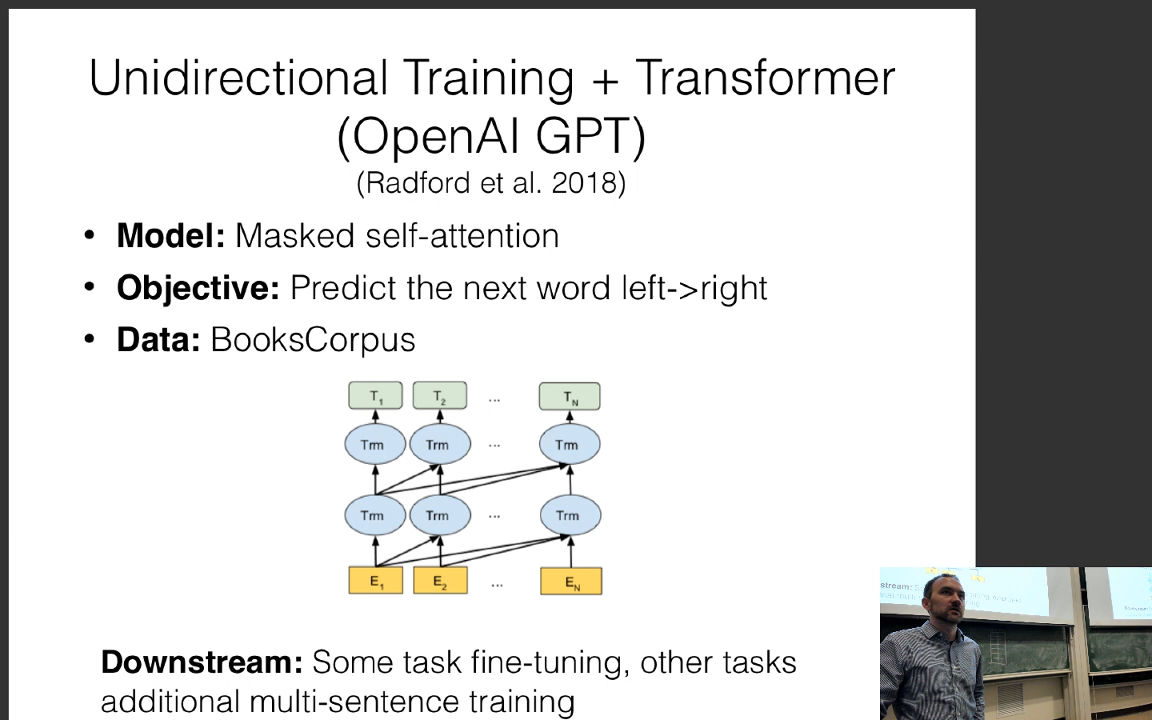 Unidirectional Training + Transformer
(OpenAI GPT)
(Radford et al. 2018)
• Model: Masked self-attention
• Objective: Predict the next word left->right
• Data: BooksCorpus
T1 T2 ... TN
Trm Trm ... Trm
Trm Trm ... Trm
E1 E2 ... EN
Downstream: Some task fine-tuning, other tasks
additional multi-sentence training